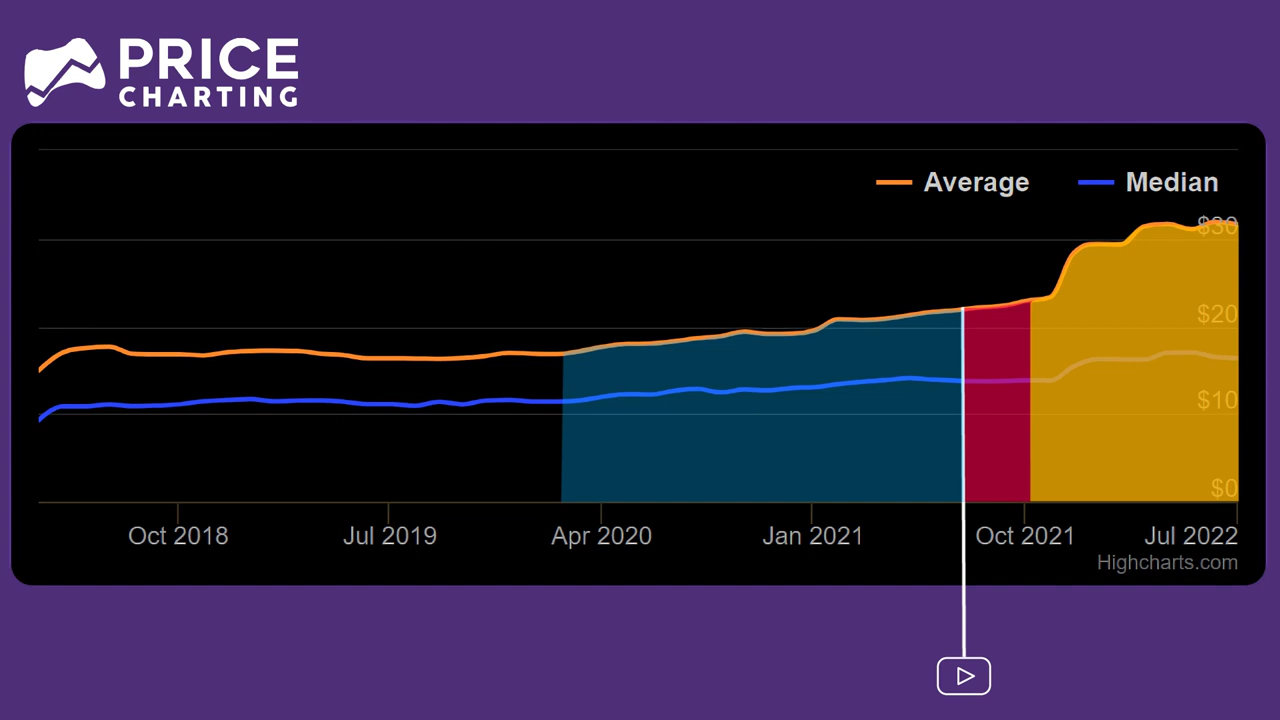 PRICE
CHARTING
Average
Median
$30
$20
$10
$0
Oct 2018
Jul 2019
Apr 2020
Jan 2021
Oct 2021
Jul 2022
Highcharts.com